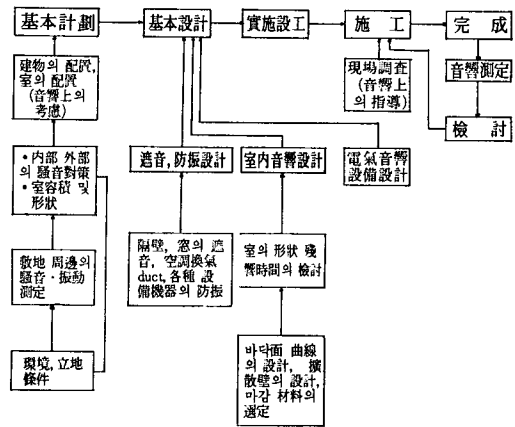 基本計劃
基本設計
實施設工
施工
完成
建物의 配置,
室의 配置
(音響上의
考慮)
現場調査
(音響上
의 指導)
音響測定
檢討
•内部 外部
의 騷音對策
•室容積 및
形狀
遮音, 防振設計
室内音響設計
電氣音響
設備設計
敷地 周邊의
騷音·振動
測定
隔壁, 窓의 遮
音, 空調換氣
duct, 各種 設
備機器의 防振
室의 形狀 殘
響時間의 檢討
環境, 立地
條件
바닥面 曲線
의 設計, 擴
散壁의 設計,
마감 材料의
選定